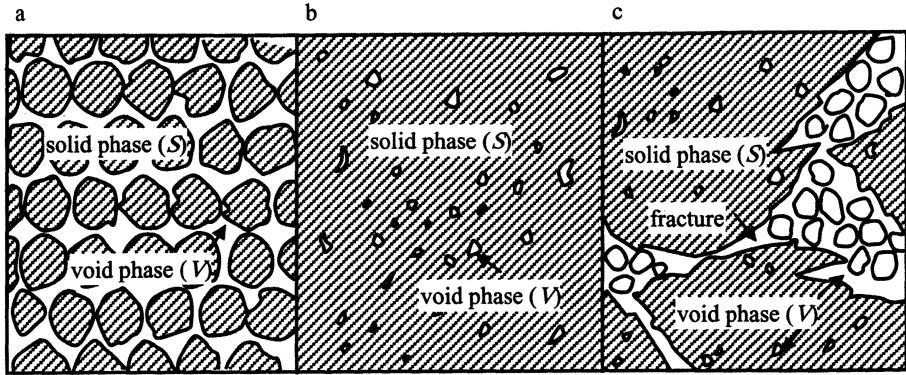 a
b
c
solid phase (S)
void phase (V)
solid phase (S)
void phase (V)
solid phase (S)
fracture
void phase (V)